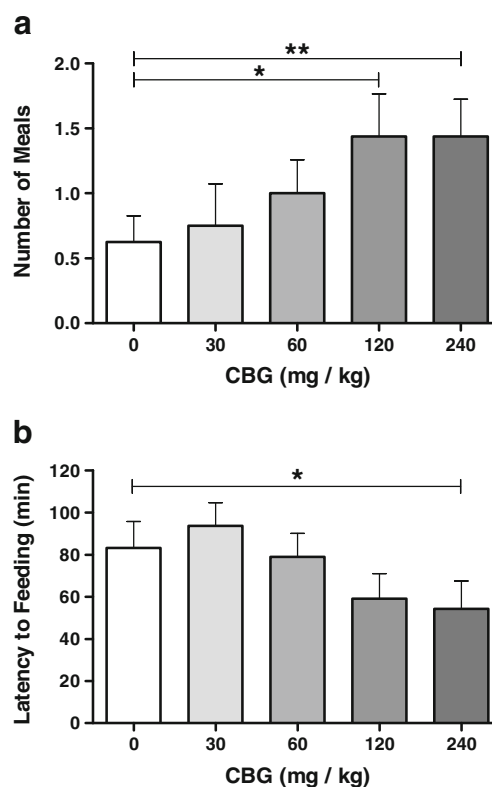 a
**
*
2.0
1.5
1.0
0.5
0.0
Number of Meals
0 30 60 120 240
CBG (mg / kg)
b
*
120
100
80
60
40
20
0
Latency to Feeding (min)
0 30 60 120 240
CBG (mg / kg)